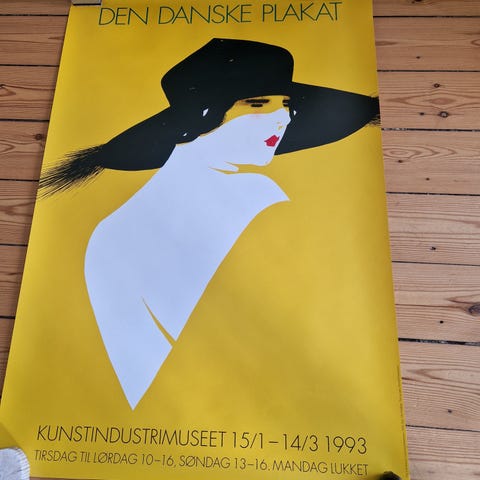 DEN DANSKE PLAKAT
KUNSTINDUSTRIMUSEET 15/1–14/3 1993
TIRSDAG TIL LØRDAG 10–16, SØNDAG 13–16. MANDAG LUKKET